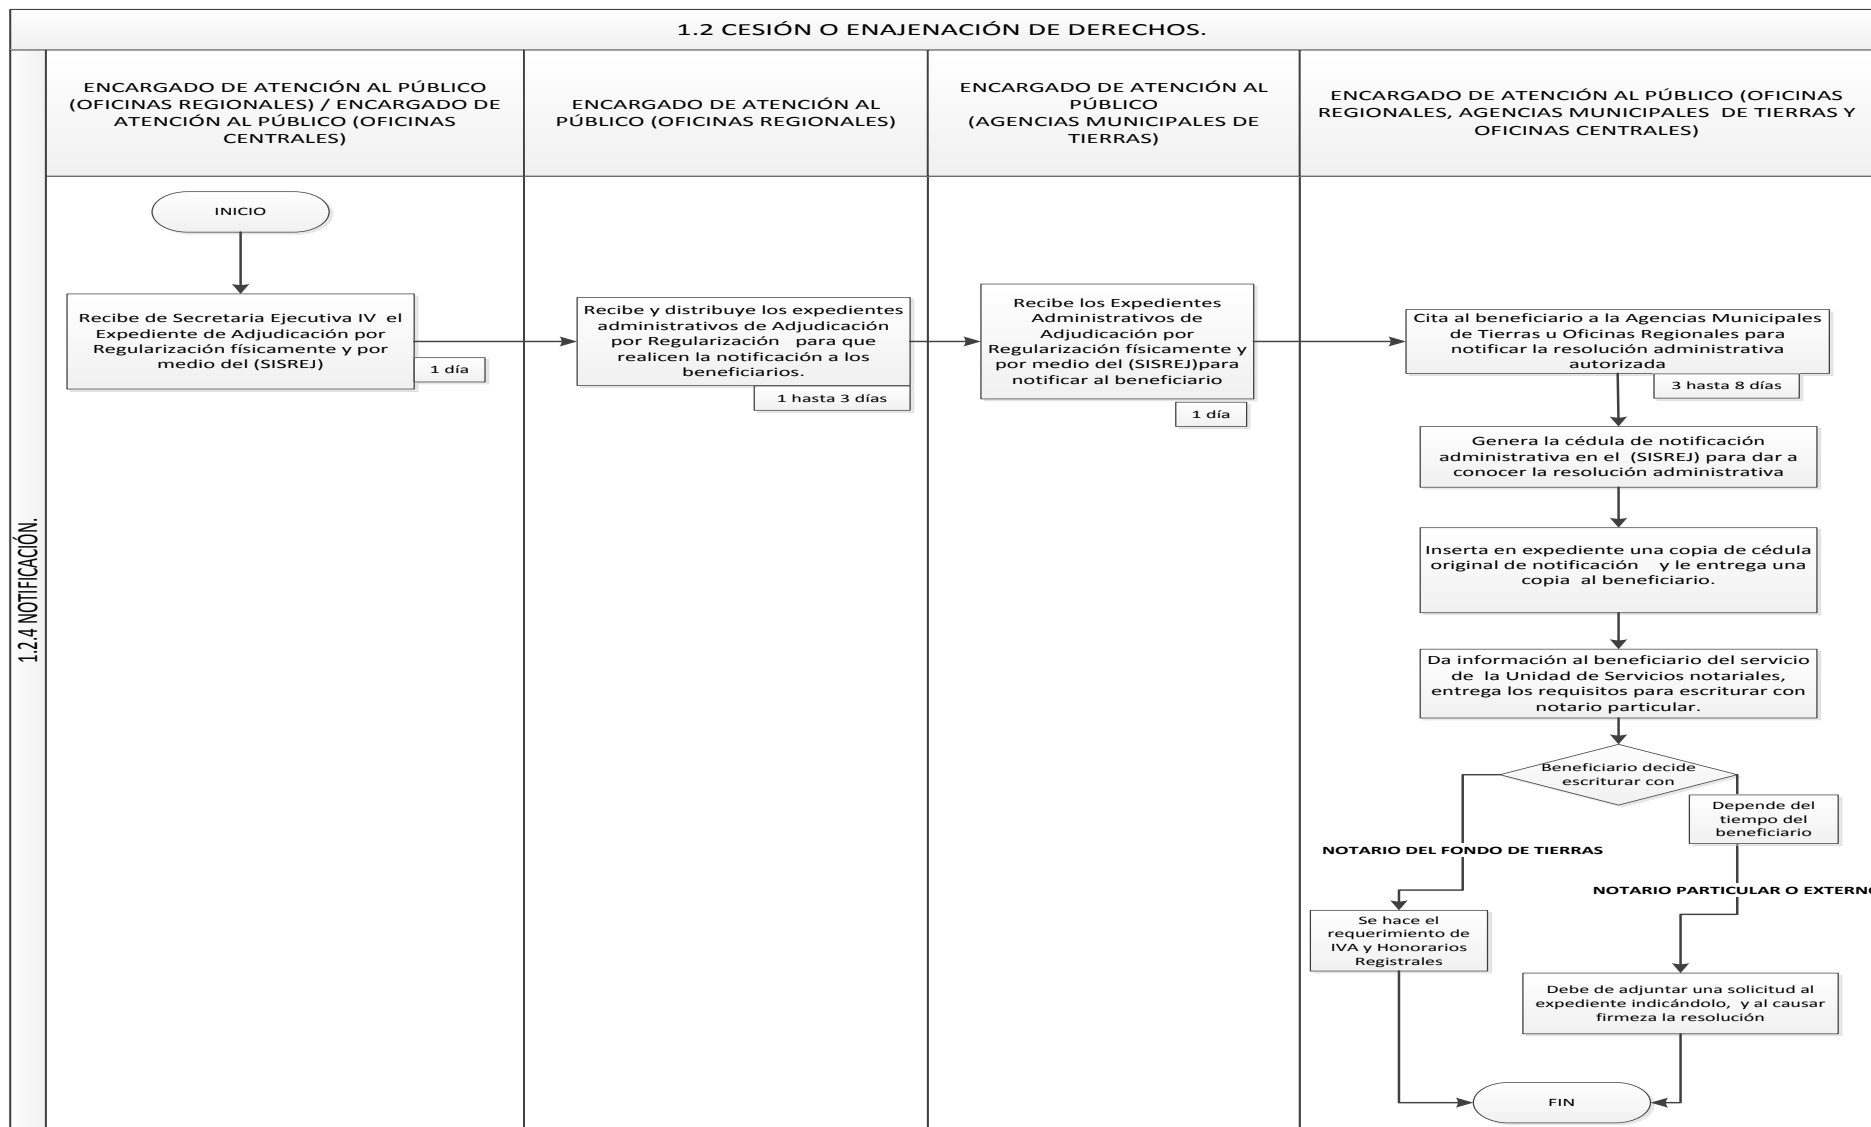 1.2 CESIÓN O ENAJENACIÓN DE DERECHOS.
1.2.4 NOTIFICACIÓN.
ENCARGADO DE ATENCIÓN AL PÚBLICO
(OFICINAS REGIONALES) / ENCARGADO DE
ATENCIÓN AL PÚBLICO (OFICINAS
CENTRALES)
ENCARGADO DE ATENCIÓN AL
PÚBLICO (OFICINAS REGIONALES)
ENCARGADO DE ATENCIÓN AL
PÚBLICO
(AGENCIAS MUNICIPALES DE
TIERRAS)
ENCARGADO DE ATENCIÓN AL PÚBLICO (OFICINAS
REGIONALES, AGENCIAS MUNICIPALES DE TIERRAS Y
OFICINAS CENTRALES)
INICIO
Recibe de Secretaria Ejecutiva IV el
Expediente de Adjudicación por
Regularización físicamente y por
medio del (SISREJ)
1 día
Recibe y distribuye los expedientes
administrativos de Adjudicación
por Regularización para que
realicen la notificación a los
beneficiarios.
1 hasta 3 días
Recibe los Expedientes
Administrativos de
Adjudicación por
Regularización físicamente y
por medio del (SISREJ)para
notificar al beneficiario
1 día
Cita al beneficiario a la Agencias Municipales
de Tierras u Oficinas Regionales para
notificar la resolución administrativa
autorizada
3 hasta 8 días
Genera la cédula de notificación
administrativa en el (SISREJ) para dar a
conocer la resolución administrativa
Inserta en expediente una copia de cédula
original de notificación y le entrega una
copia al beneficiario.
Da información al beneficiario del servicio
de la Unidad de Servicios notariales,
entrega los requisitos para escriturar con
notario particular.
Beneficiario decide
escriturar con
Depende del
tiempo del
beneficiario
NOTARIO DEL FONDO DE TIERRAS
NOTARIO PARTICULAR O EXTERNO
Se hace el
requerimiento de
IVA y Honorarios
Registrales
Debe de adjuntar una solicitud al
expediente indicándolo, y al causar
firmeza la resolución
FIN